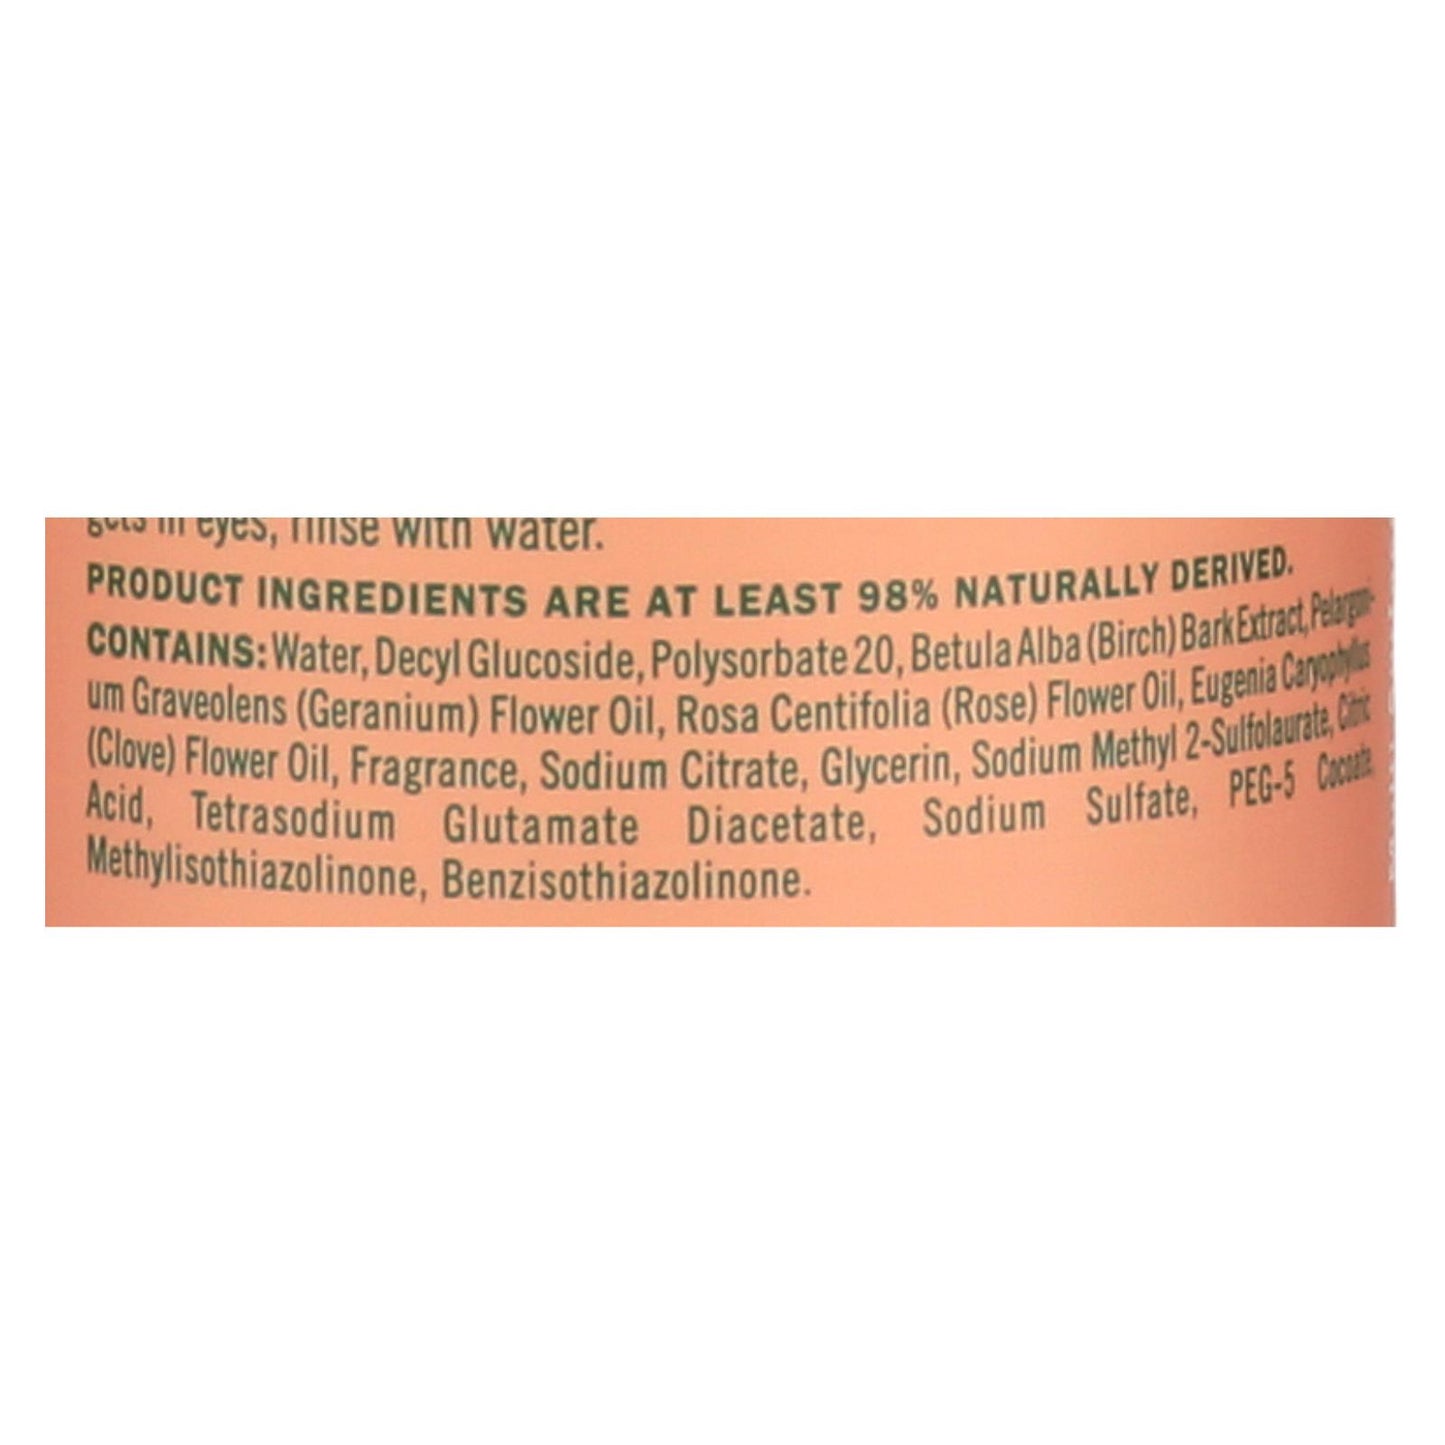 gets in eyes, rinse with water.
PRODUCT INGREDIENTS ARE AT LEAST 98% NATURALLY DERIVED.
CONTAINS: Water, Decyl Glucoside, Polysorbate 20, Betula Alba (Birch) Bark Extract, Pelargoni-
um Graveolens (Geranium) Flower Oil, Rosa Centifolia (Rose) Flower Oil, Eugenia Caryophyllus
(Clove) Flower Oil, Fragrance, Sodium Citrate, Glycerin, Sodium Methyl 2-Sulfolaurate, Citric
Acid, Tetrasodium Glutamate Diacetate, Sodium Sulfate, PEG-5 Cocoate,
Methylisothiazolinone, Benzisothiazolinone.